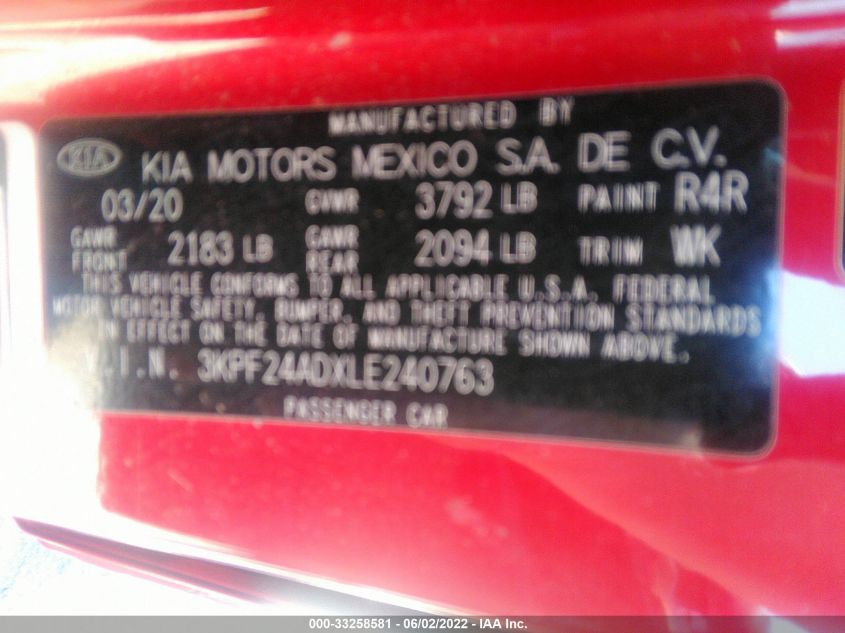 MANUFACTURED BY
KIA KIA MOTORS MEXICO S.A. DE C.V.
03/20 GVWR 3792 LB PAINT R4R
GAWR FRONT 2183 LB GAWR REAR 2094 LB TRIM WK
THIS VEHICLE CONFORMS TO ALL APPLICABLE U.S.A. FEDERAL
MOTOR VEHICLE SAFETY, BUMPER, AND THEFT PREVENTION STANDARDS
IN EFFECT ON THE DATE OF MANUFACTURE SHOWN ABOVE.
V.I.N. 3KPF24ADXLE240763
PASSENGER CAR
000-33258581 - 06/02/2022 - IAAI.com